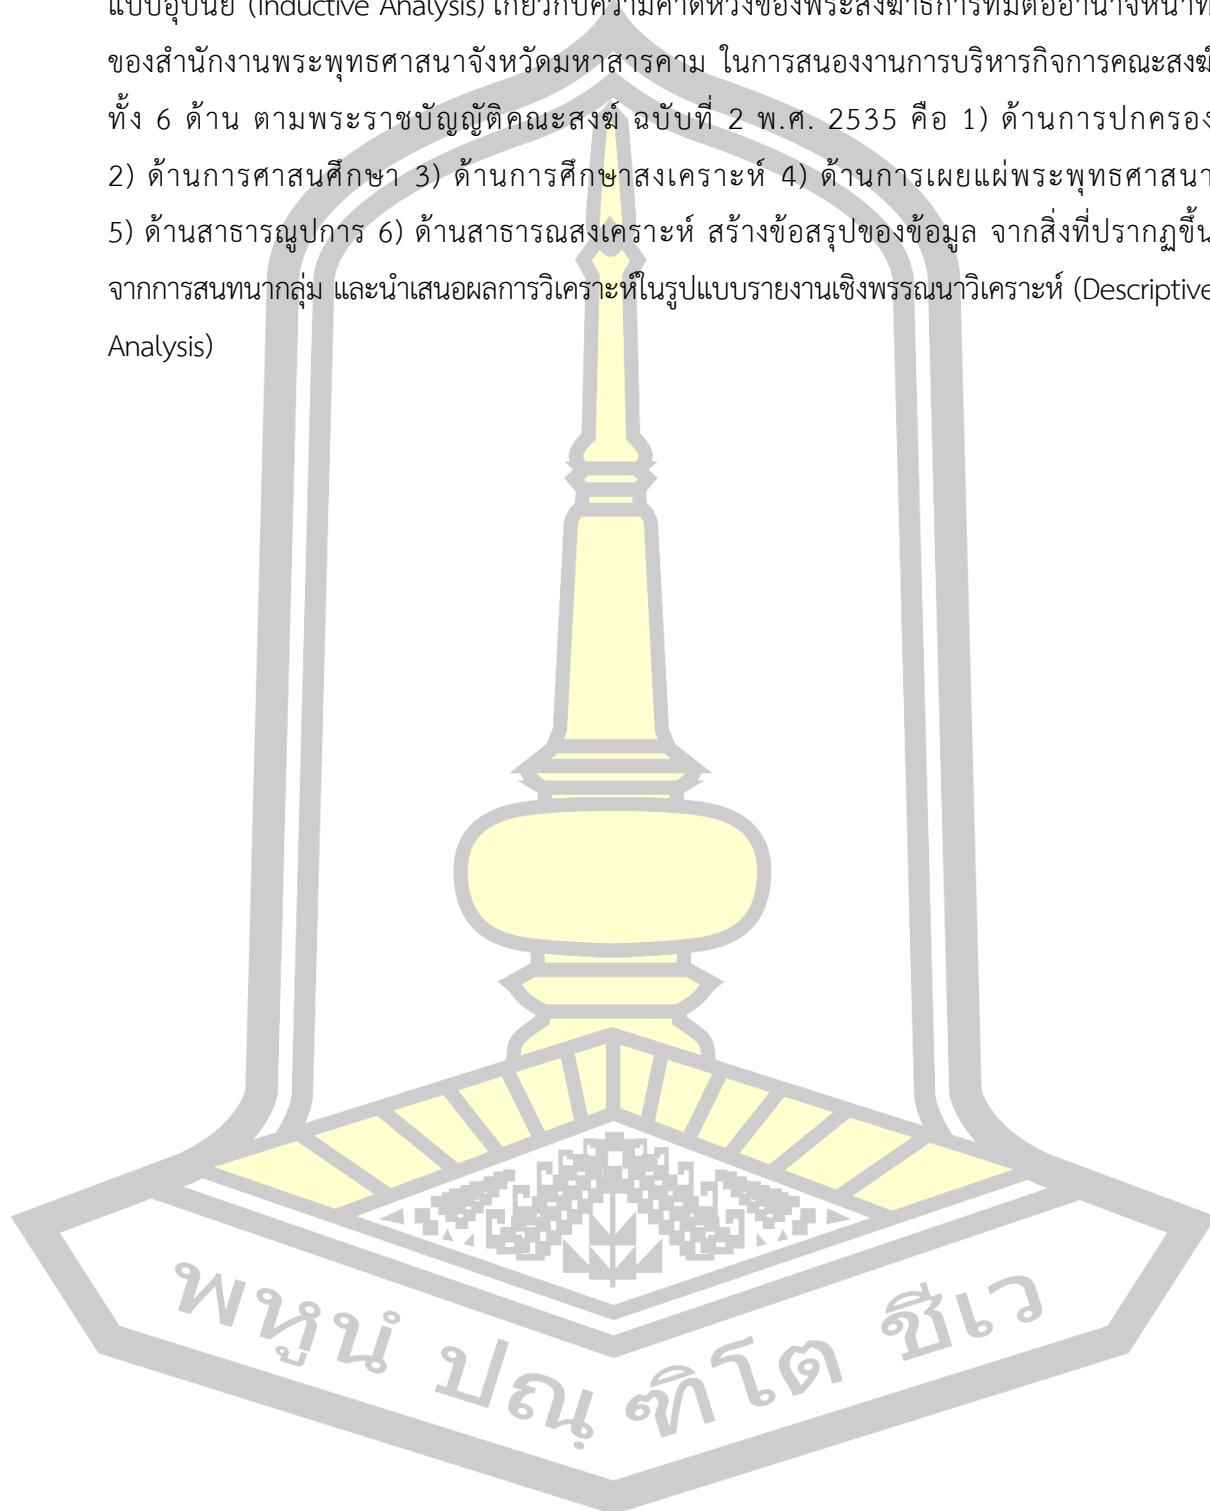 แบบอุปนัย (Inductive Analysis) เกี่ยวกับความคาดหวังของพระสังฆาธิการที่มีต่ออำนาจหน้าที่
ของสำนักงานพระพุทธศาสนาจังหวัดมหาสารคาม ในการสนองงานการบริหารกิจการคณะสงฆ์
ทั้ง 6 ด้าน ตามพระราชบัญญัติคณะสงฆ์ ฉบับที่ 2 พ.ศ. 2535 คือ 1) ด้านการปกครอง
2) ด้านการศาสนศึกษา 3) ด้านการศึกษาสงเคราะห์ 4) ด้านการเผยแผ่พระพุทธศาสนา
5) ด้านสาธารณูปการ 6) ด้านสาธารณสงเคราะห์ สร้างข้อสรุปของข้อมูล จากสิ่งที่ปรากฏขึ้น
จากการสนทนากลุ่ม และนำเสนอผลการวิเคราะห์ในรูปแบบรายงานเชิงพรรณนาวิเคราะห์ (Descriptive
Analysis)
พหูนํ ปณฺฑิโต ชีเว